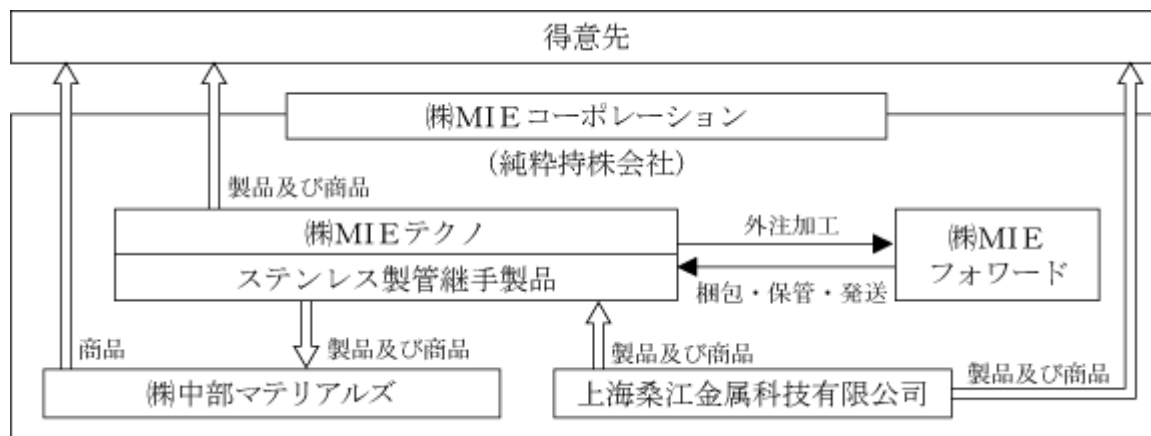 得意先
㈱MIEコーポレーション
(純粋持株会社)
製品及び商品
㈱MIEテクノ
ステンレス製管継手製品
外注加工
梱包・保管・発送
㈱MIE
フォワード
商品
製品及び商品
製品及び商品
製品及び商品
㈱中部マテリアルズ
上海桑江金属科技有限公司